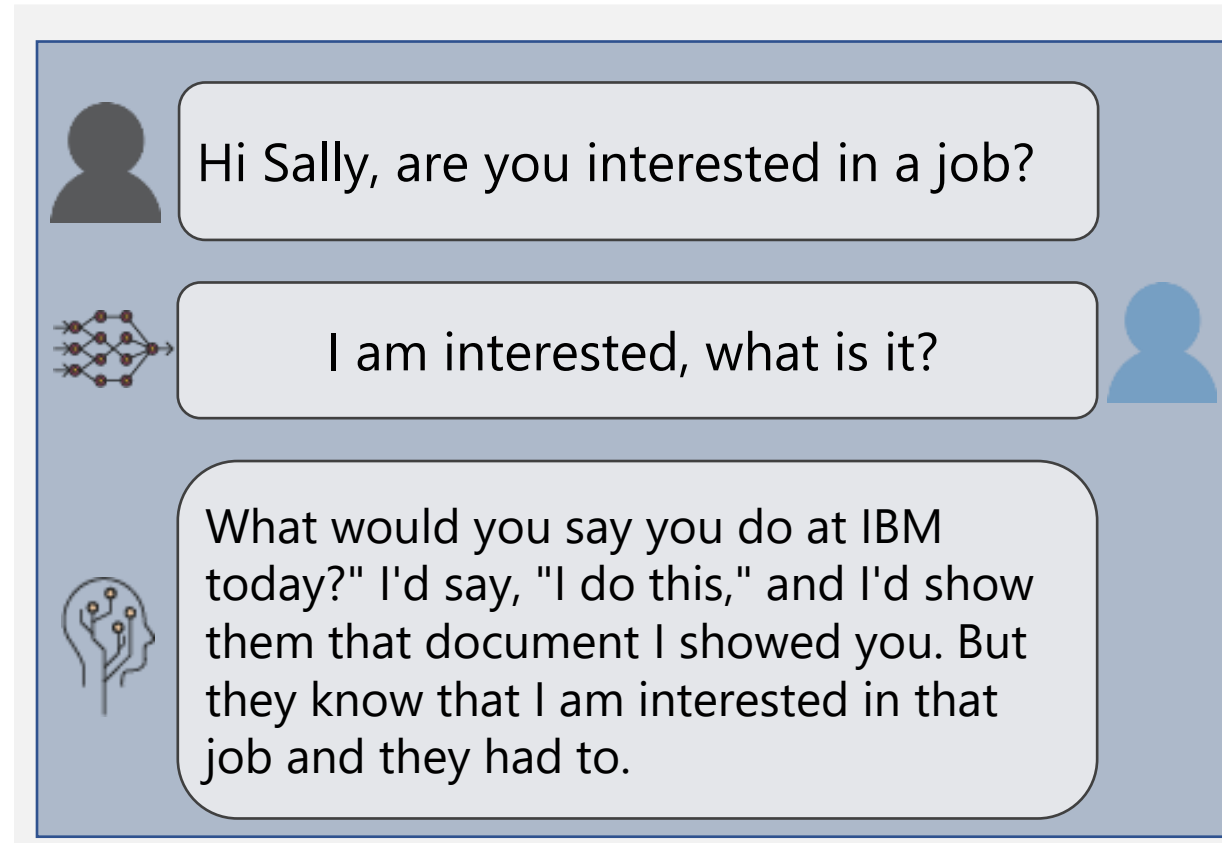 Hi Sally, are you interested in a job?
I am interested, what is it?
What would you say you do at IBM
today?" I'd say, "I do this," and I'd show
them that document I showed you. But
they know that I am interested in that
job and they had to.